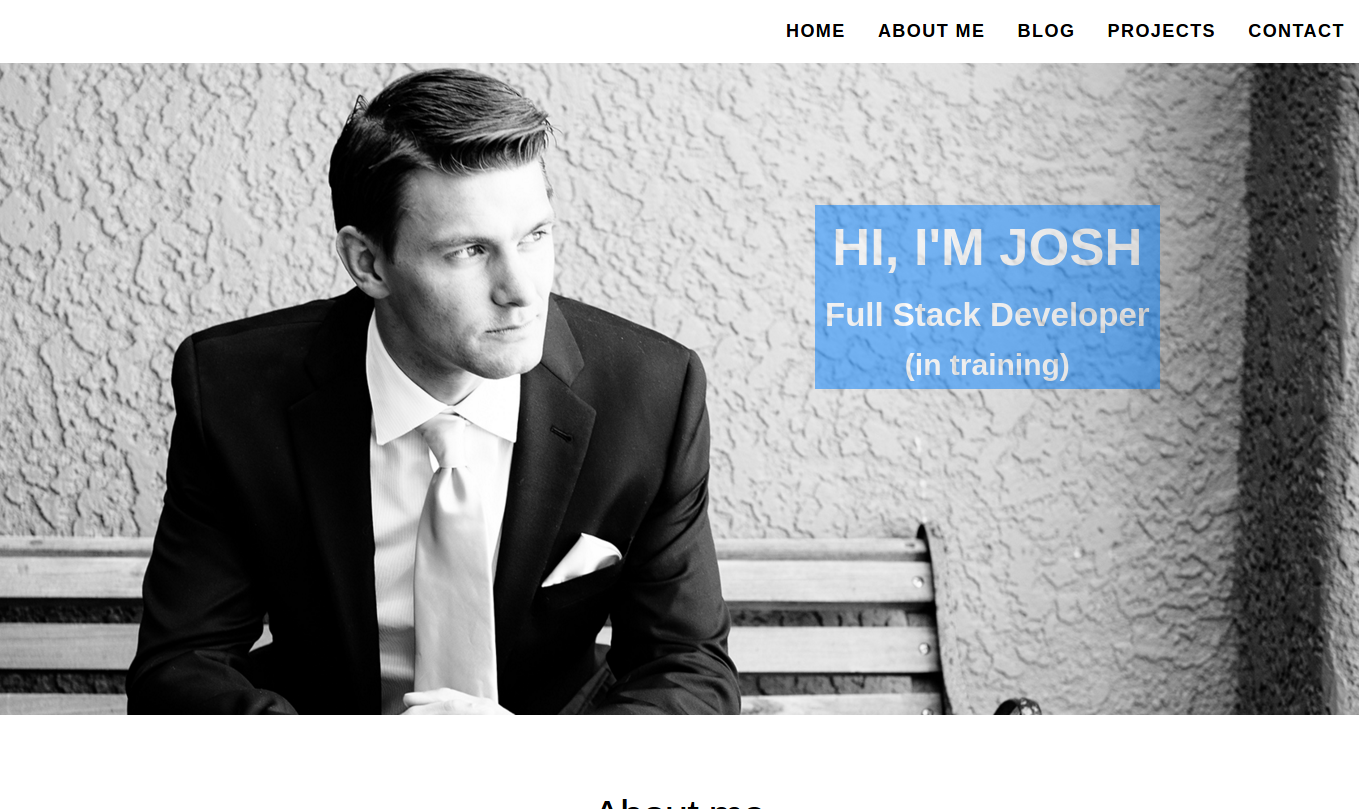 HOME ABOUT ME BLOG PROJECTS CONTACT
HI, I'M JOSH
Full Stack Developer
(in training)
About me